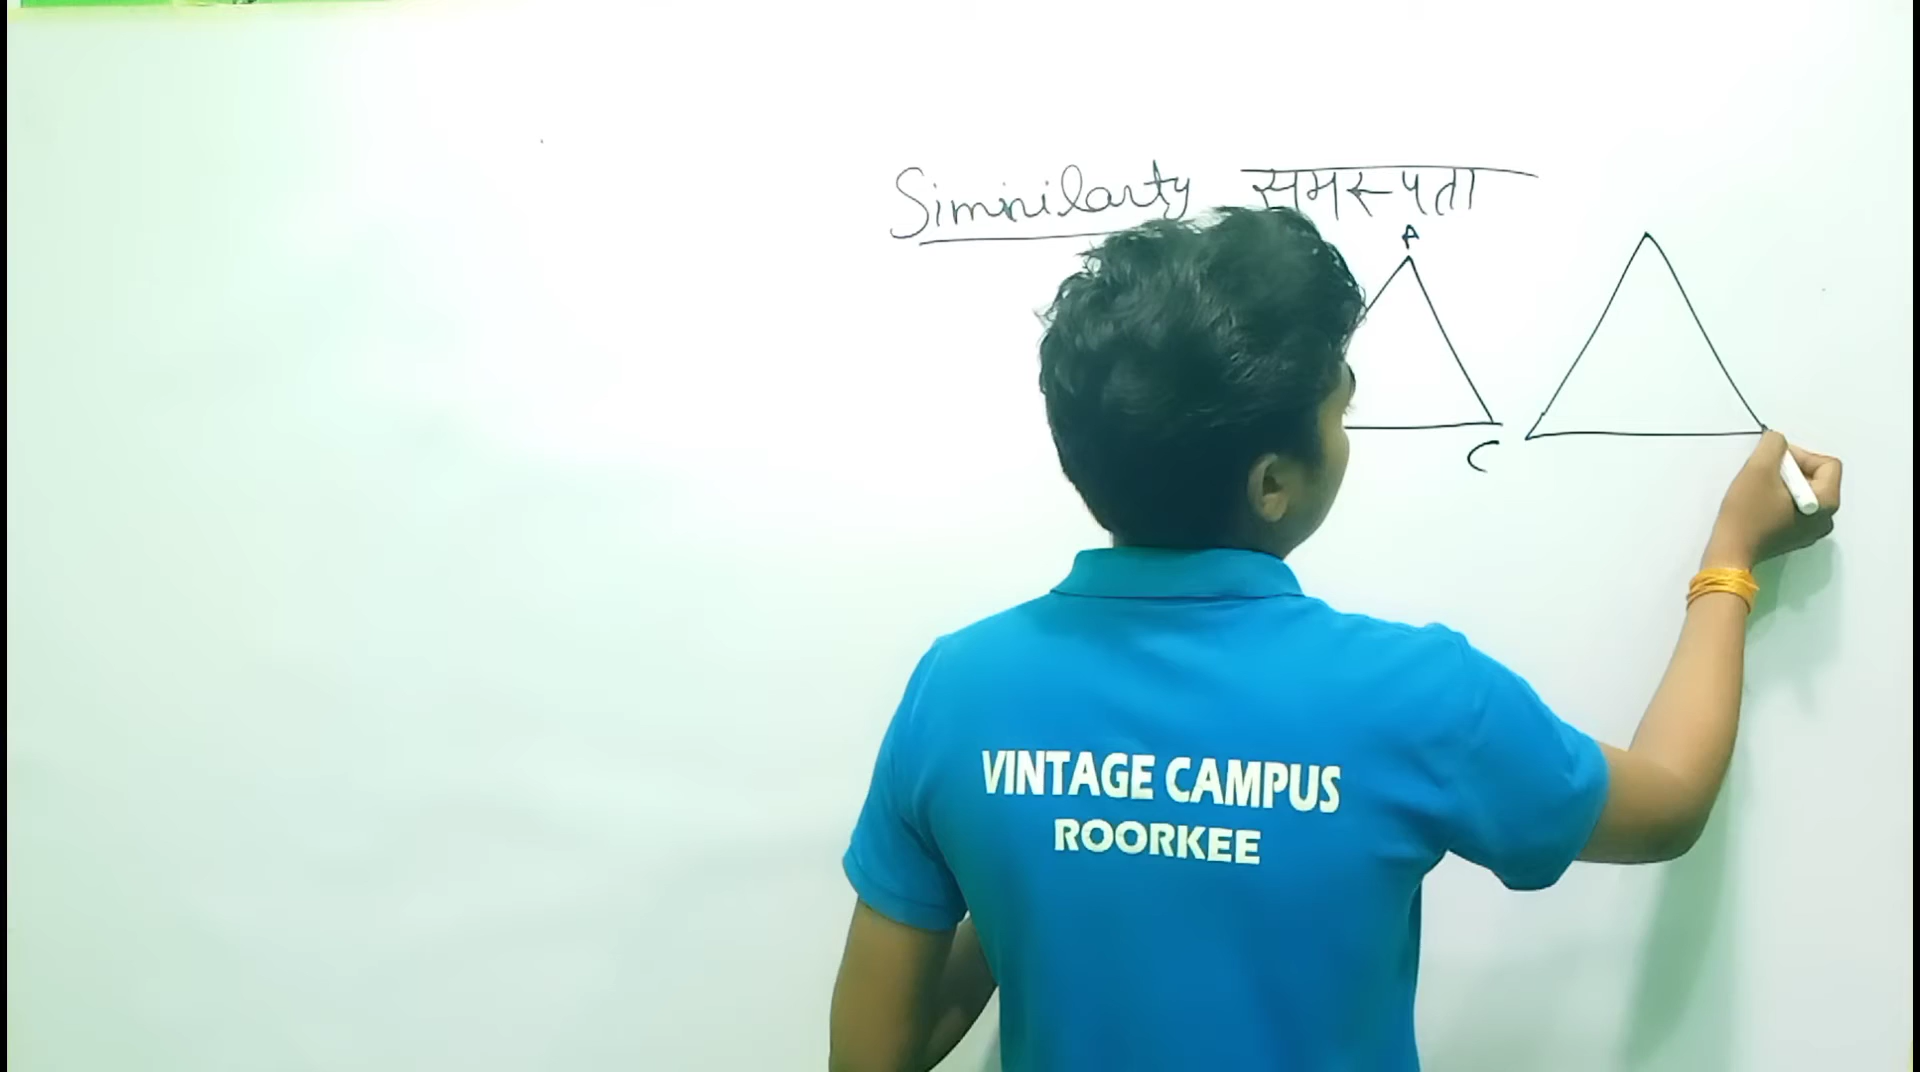 Siminilarty समरूपता
A
C
VINTAGE CAMPUS
ROORKEE